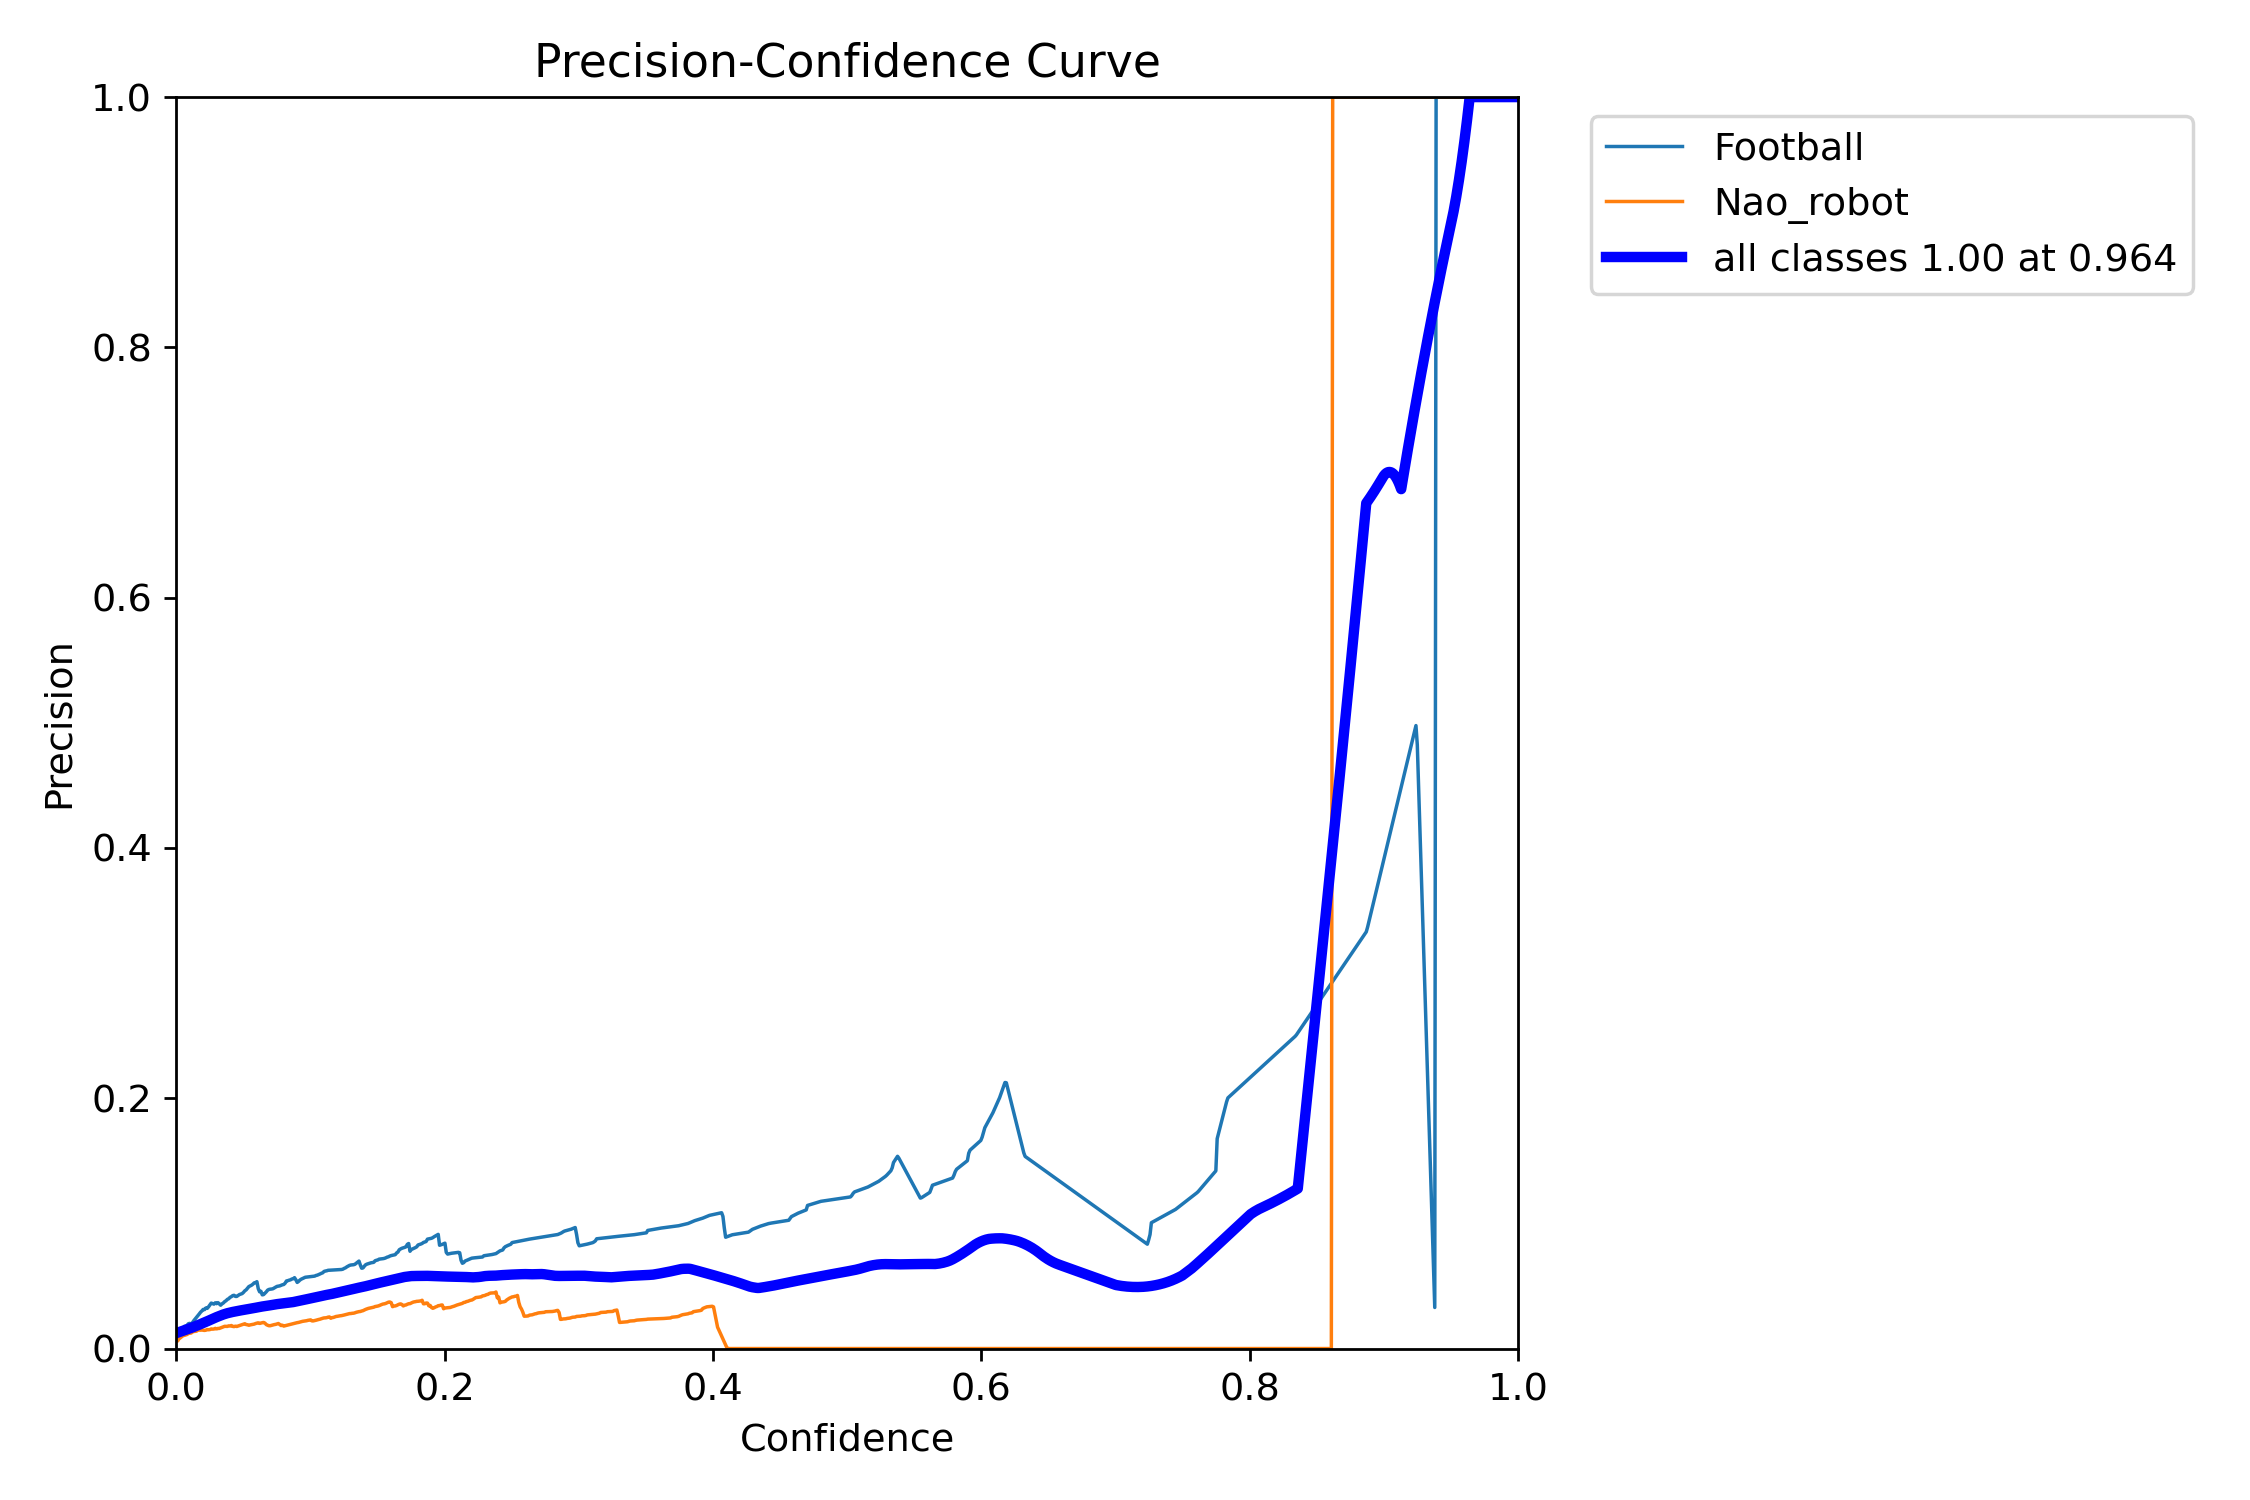 Precision-Confidence Curve
1.0
0.8
0.6
0.4
0.2
0.0
Precision
0.0 0.2 0.4 0.6 0.8 1.0
Confidence
Football
Nao_robot
all classes 1.00 at 0.964